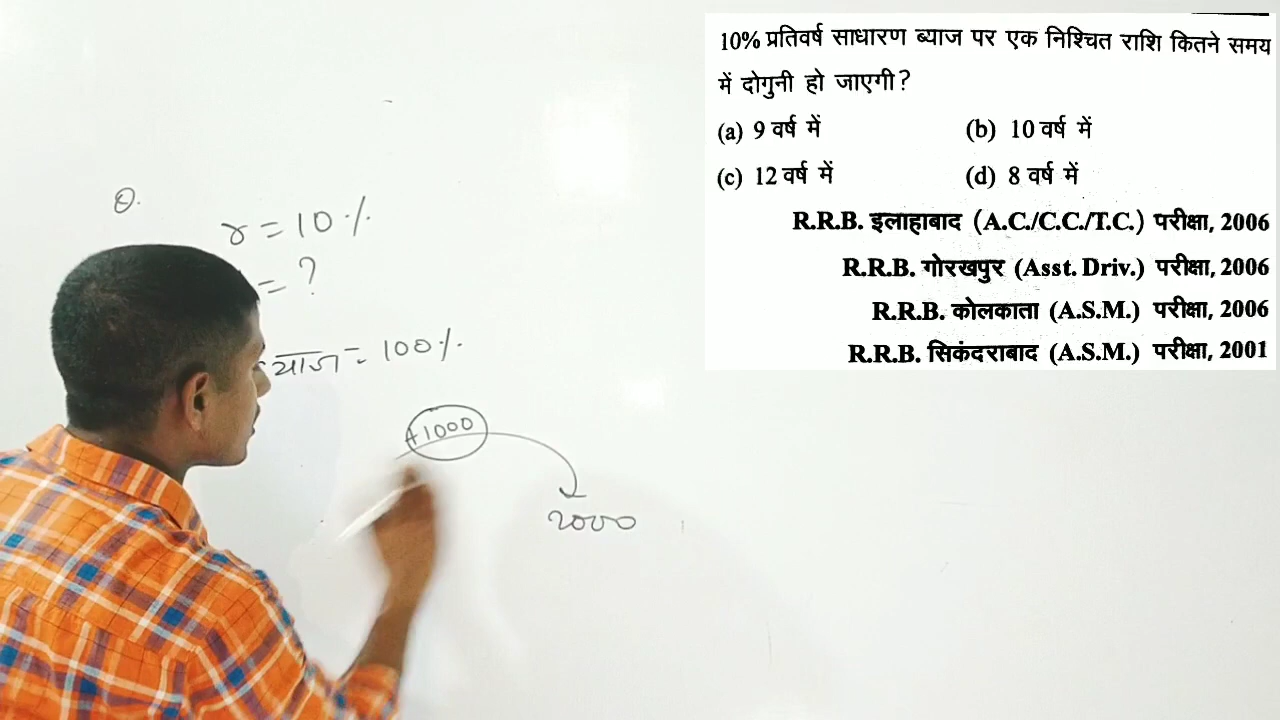 10% प्रतिवर्ष साधारण ब्याज पर एक निश्चित राशि कितने समय
में दोगुनी हो जाएगी?
(a) 9 वर्ष में (b) 10 वर्ष में
(c) 12 वर्ष में (d) 8 वर्ष में
R.R.B. इलाहाबाद (A.C./C.C./T.C.) परीक्षा, 2006
R.R.B. गोरखपुर (Asst. Driv.) परीक्षा, 2006
R.R.B. कोलकाता (A.S.M.) परीक्षा, 2006
R.R.B. सिकंदराबाद (A.S.M.) परीक्षा, 2001
Q.
r = 10%
= ?
याज = 100%
+1000
2000